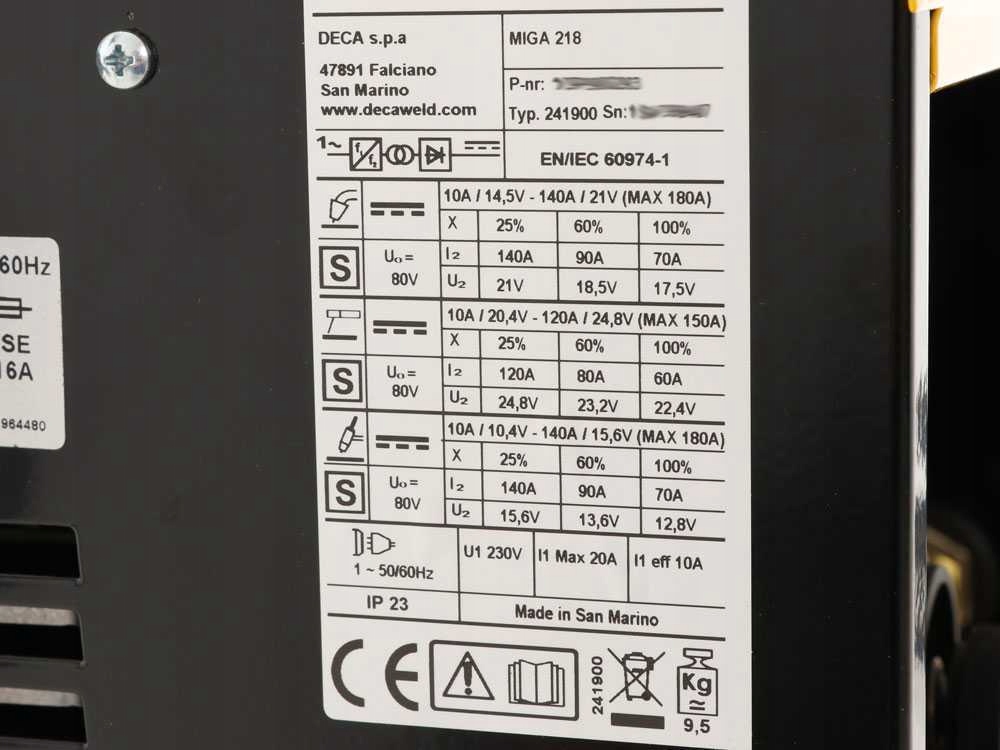 DECA s.p.a
47891 Falciano
San Marino
www.decaweld.com
MIGA 218
P-nr:
Typ. 241900 Sn:
1~
f1
f2
EN/IEC 60974-1
10A / 14,5V - 140A / 21V (MAX 180A)
X 25% 60% 100%
S
U0 =
80V
I2 140A 90A 70A
U2 21V 18,5V 17,5V
10A / 20,4V - 120A / 24,8V (MAX 150A)
X 25% 60% 100%
S
U0 =
80V
I2 120A 80A 60A
U2 24,8V 23,2V 22,4V
10A / 10,4V - 140A / 15,6V (MAX 180A)
X 25% 60% 100%
S
U0 =
80V
I2 140A 90A 70A
U2 15,6V 13,6V 12,8V
1 ~ 50/60Hz
U1 230V
I1 Max 20A
I1 eff 10A
IP 23
Made in San Marino
CE
241900
Kg
≃
9,5
60Hz
SE
16A
964480